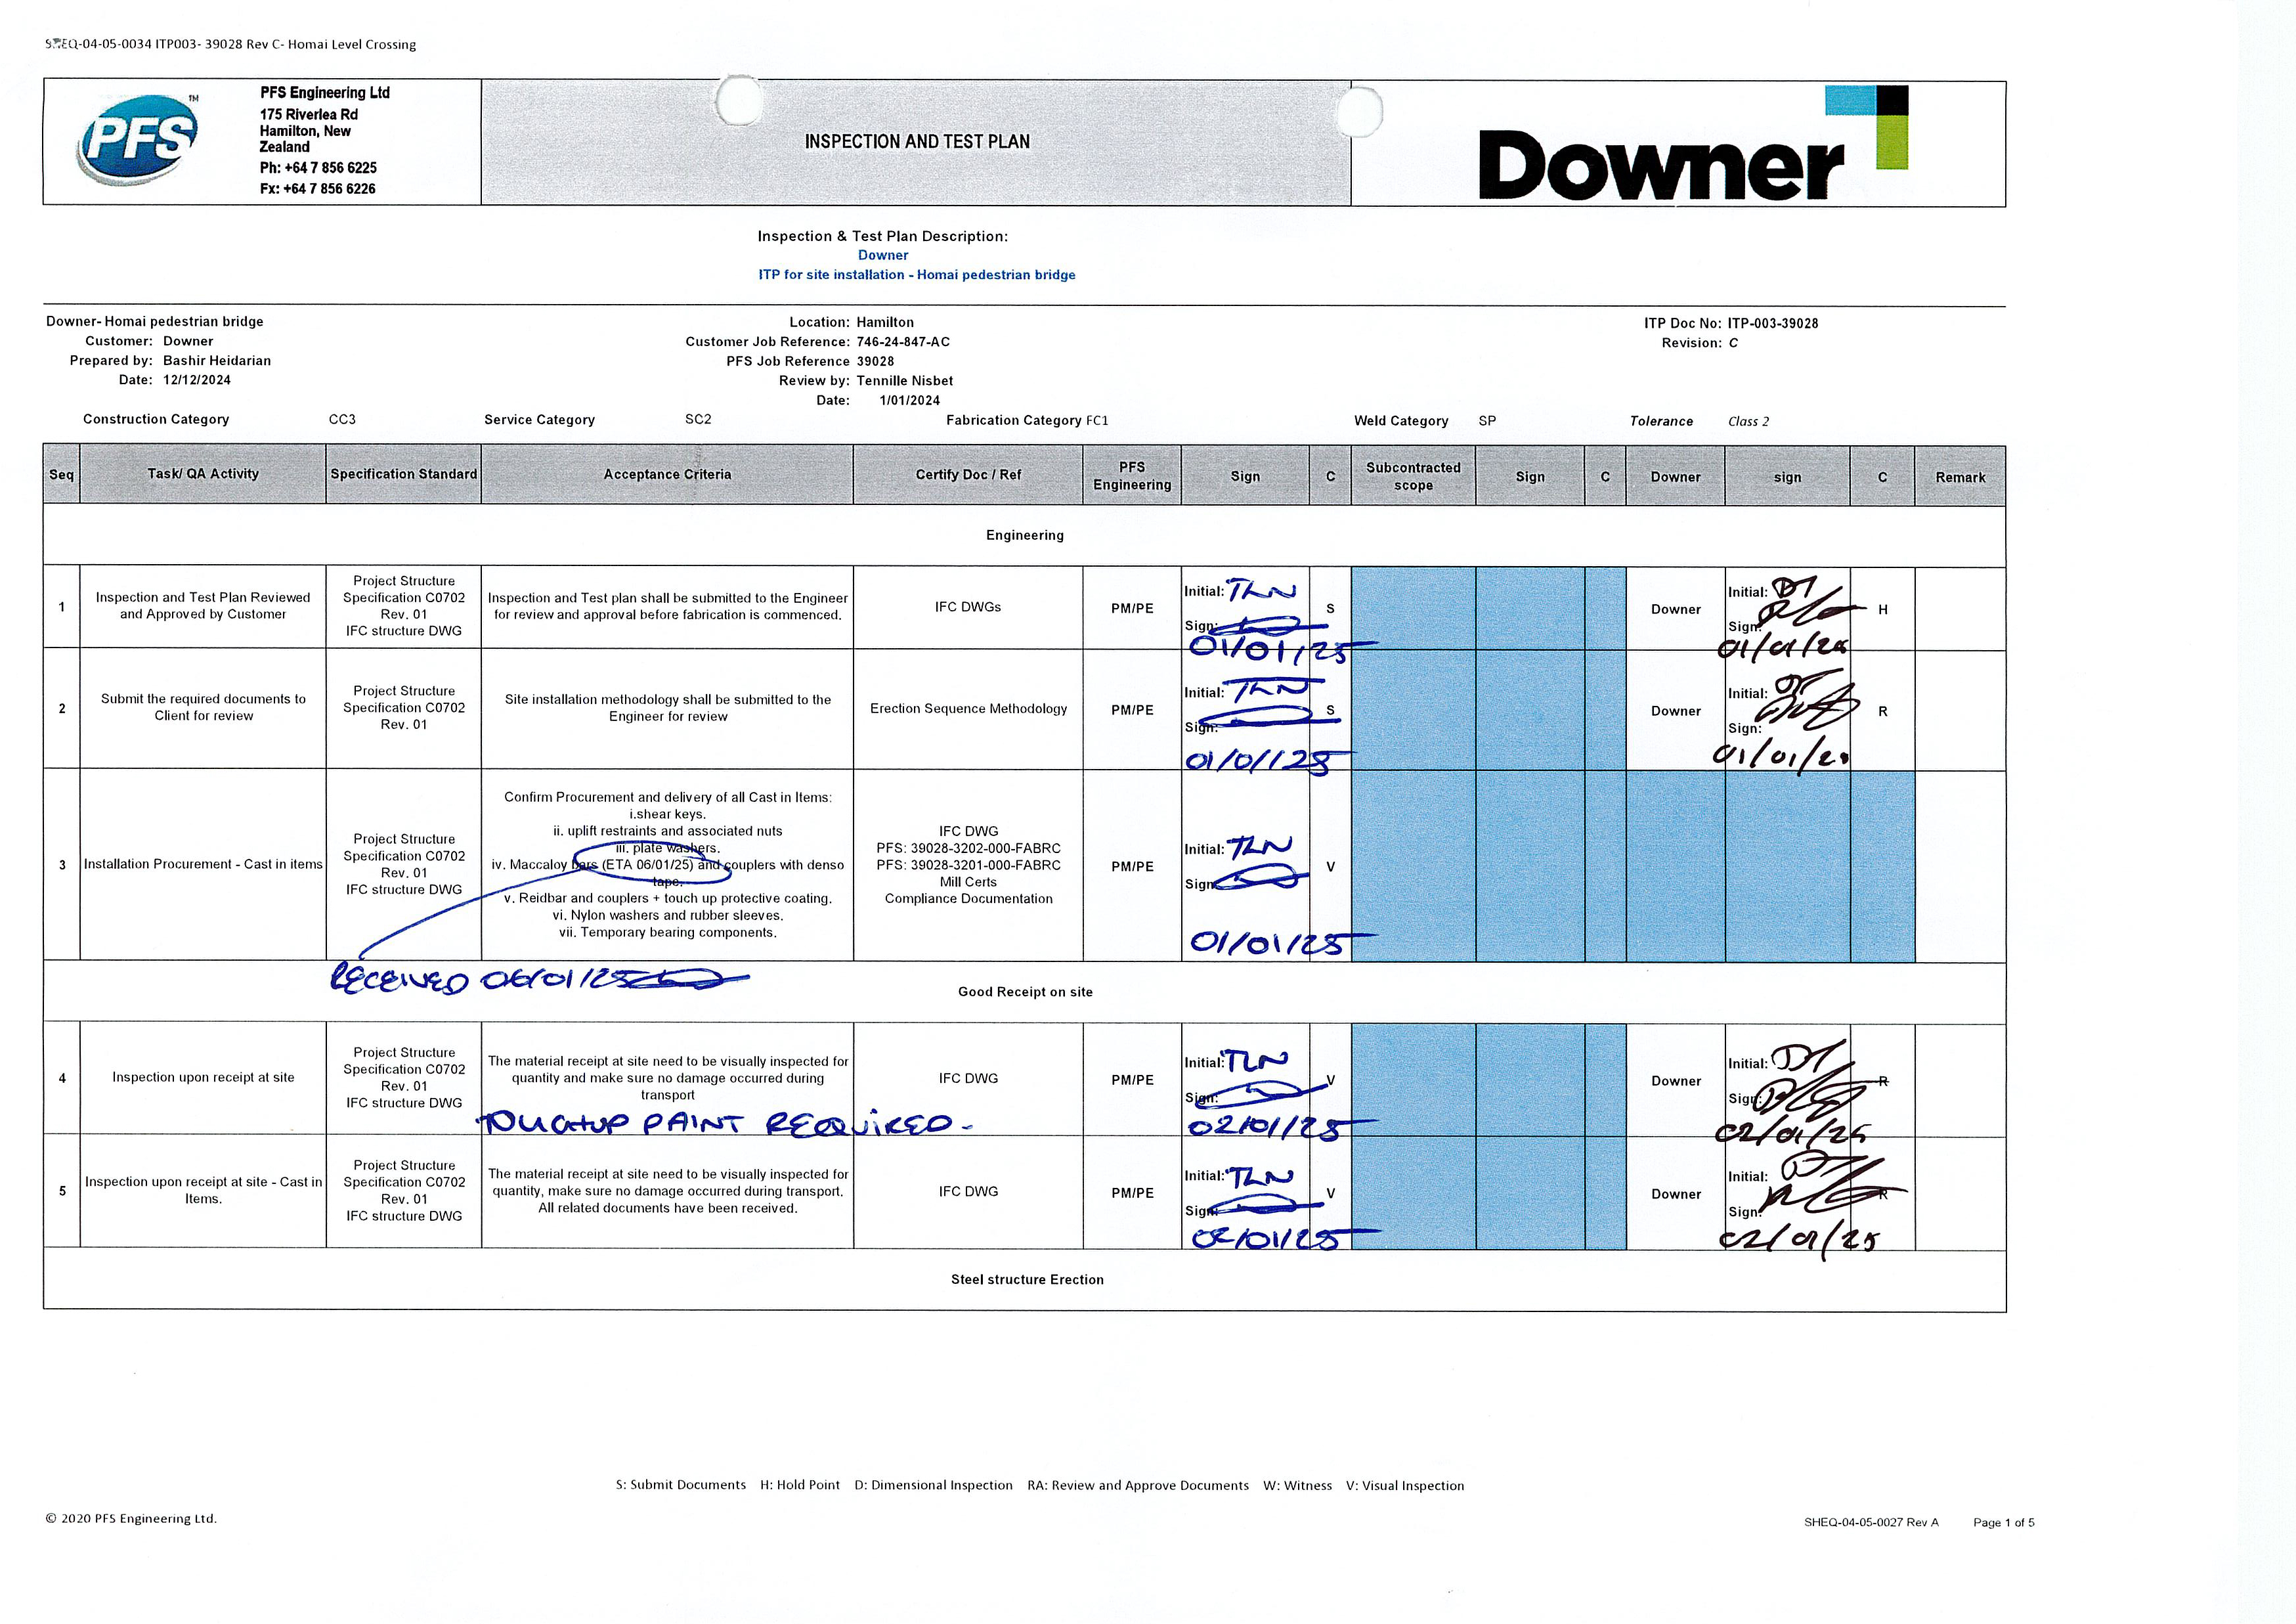 SHEQ-04-05-0034 ITP003- 39028 Rev C- Homai Level Crossing
PFS
TM
PFS Engineering Ltd
175 Riverlea Rd
Hamilton, New
Zealand
Ph: +64 7 856 6225
Fx: +64 7 856 6226
INSPECTION AND TEST PLAN
Downer
Inspection & Test Plan Description:
Downer
ITP for site installation - Homai pedestrian bridge
Downer- Homai pedestrian bridge
Customer: Downer
Prepared by: Bashir Heidarian
Date: 12/12/2024
Location: Hamilton
Customer Job Reference: 746-24-847-AC
PFS Job Reference 39028
Review by: Tennille Nisbet
Date: 1/01/2024
ITP Doc No: ITP-003-39028
Revision: C
Construction Category CC3 Service Category SC2 Fabrication Category FC1 Weld Category SP Tolerance Class 2
Seq Task/ QA Activity Specification Standard Acceptance Criteria Certify Doc / Ref PFS Engineering Sign C Subcontracted scope Sign C Downer sign C Remark
Engineering
1
Inspection and Test Plan Reviewed
and Approved by Customer
Project Structure
Specification C0702
Rev. 01
IFC structure DWG
Inspection and Test plan shall be submitted to the Engineer
for review and approval before fabrication is commenced.
IFC DWGs
PM/PE
Initial: TLN
Sign:
01/01/25
S
Downer
Initial: DT
Sign:
01/01/25
H
2
Submit the required documents to
Client for review
Project Structure
Specification C0702
Rev. 01
Site installation methodology shall be submitted to the
Engineer for review
Erection Sequence Methodology
PM/PE
Initial: TLN
Sign:
01/01/25
S
Downer
Initial: DT
Sign:
01/01/25
R
3
Installation Procurement - Cast in items
Project Structure
Specification C0702
Rev. 01
IFC structure DWG
Confirm Procurement and delivery of all Cast in Items:
i.shear keys.
ii. uplift restraints and associated nuts
iii. plate washers.
iv. Maccaloy bars (ETA 06/01/25) and couplers with denso
tape.
v. Reidbar and couplers + touch up protective coating.
vi. Nylon washers and rubber sleeves.
vii. Temporary bearing components.
IFC DWG
PFS: 39028-3202-000-FABRC
PFS: 39028-3201-000-FABRC
Mill Certs
Compliance Documentation
PM/PE
Initial: TLN
Sign
01/01/25
V
RECEIVED 06/01/25
Good Receipt on site
4
Inspection upon receipt at site
Project Structure
Specification C0702
Rev. 01
IFC structure DWG
The material receipt at site need to be visually inspected for
quantity and make sure no damage occurred during
transport
TOUCHUP PAINT REQUIRED -
IFC DWG
PM/PE
Initial: TLN
Sign:
02/01/25
V
Downer
Initial: DT
Sign:
02/01/25
R
5
Inspection upon receipt at site - Cast in
Items.
Project Structure
Specification C0702
Rev. 01
IFC structure DWG
The material receipt at site need to be visually inspected for
quantity, make sure no damage occurred during transport.
All related documents have been received.
IFC DWG
PM/PE
Initial: TLN
Sign:
02/01/25
V
Downer
Initial: DT
Sign:
02/01/25
R
Steel structure Erection
S: Submit Documents H: Hold Point D: Dimensional Inspection RA: Review and Approve Documents W: Witness V: Visual Inspection
© 2020 PFS Engineering Ltd.
SHEQ-04-05-0027 Rev A Page 1 of 5